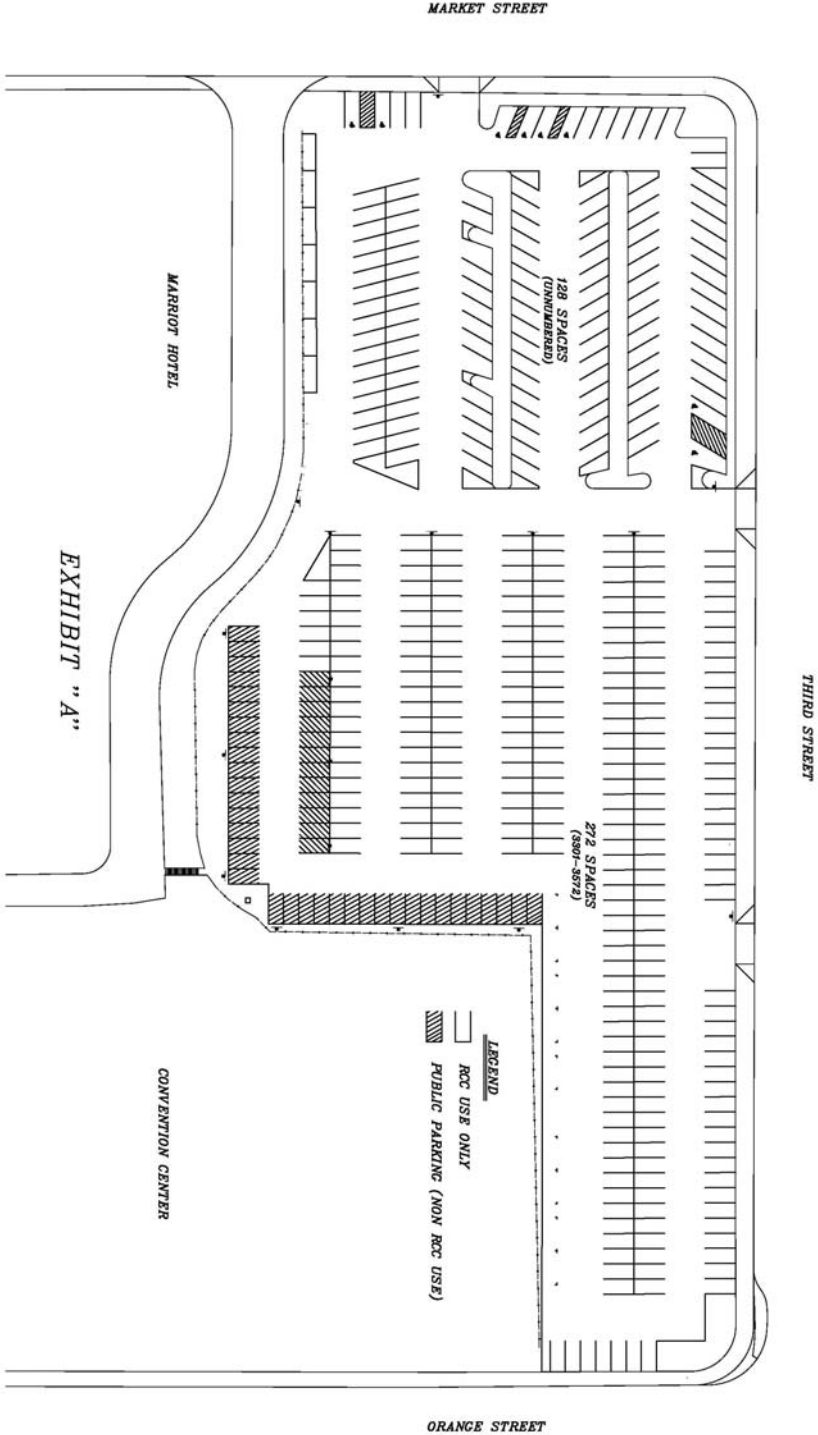 MARKET STREET
THIRD STREET
128 SPACES
(UNNUMBERED)
MARRIOT HOTEL
EXHIBIT "A"
272 SPACES
(3301-3572)
LEGEND
RCC USE ONLY
PUBLIC PARKING (NON RCC USE)
CONVENTION CENTER
ORANGE STREET